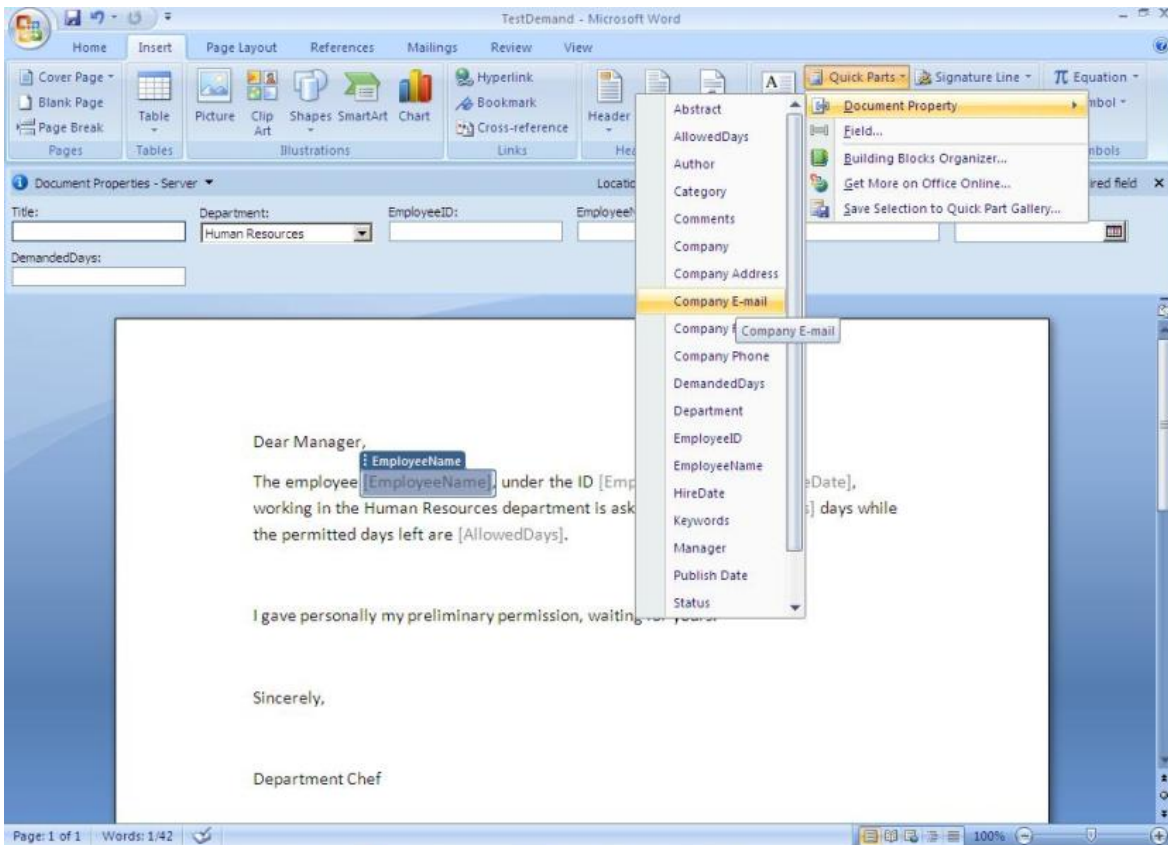 TestDemand - Microsoft Word
Home Insert Page Layout References Mailings Review View
Cover Page
Blank Page
Page Break
Pages
Table
Tables
Picture Clip Art Shapes SmartArt Chart
Illustrations
Hyperlink
Bookmark
Cross-reference
Links
Header
A
Quick Parts Signature Line π Equation
Document Property
Field...
Building Blocks Organizer...
Get More on Office Online...
Save Selection to Quick Part Gallery...
Abstract
AllowedDays
Author
Category
Comments
Company
Company Address
Company E-mail
Company
Company E-mail
Company Phone
DemandedDays
Department
EmployeeID
EmployeeName
HireDate
Keywords
Manager
Publish Date
Status
Document Properties - Server
field
Title: Department: EmployeeID:
Human Resources
DemandedDays:
Dear Manager,
EmployeeName
The employee [EmployeeName], under the ID
working in the Human Resources department is days while
the permitted days left are [AllowedDays].
I gave personally my preliminary permission, waiting
Sincerely,
Department Chef
Page: 1 of 1 Words: 1/42 100%